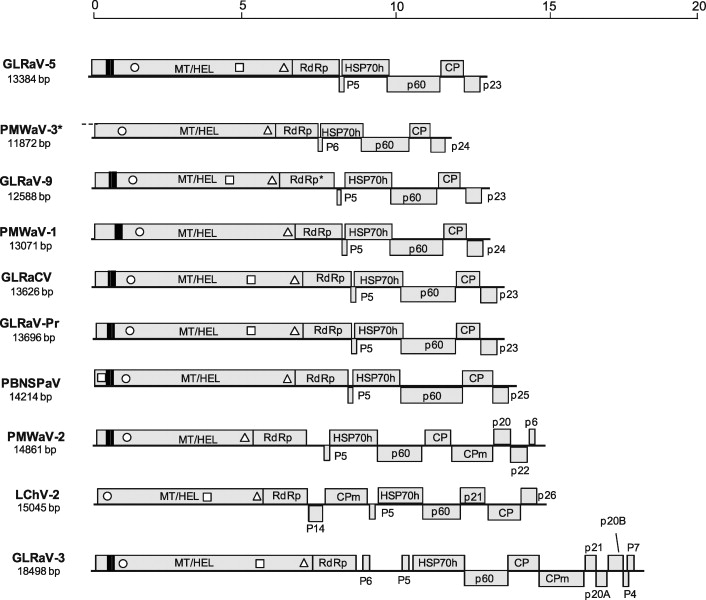 0 5 10 15 20
GLRaV-5 MT/HEL RdRp HSP70h CP
13384 bp P5 p60 p23
PMWaV-3* MT/HEL RdRp HSP70h CP
11872 bp P6 p60 p24
GLRaV-9 MT/HEL RdRp* HSP70h CP
12588 bp P5 p60 p23
PMWaV-1 MT/HEL RdRp HSP70h CP
13071 bp P5 p60 p24
GLRaCV MT/HEL RdRp HSP70h CP
13626 bp P5 p60 p23
GLRaV-Pr MT/HEL RdRp HSP70h CP
13696 bp P5 p60 p23
PBNSPaV MT/HEL RdRp HSP70h CP
14214 bp P5 p60 p25
p20 p6
PMWaV-2 MT/HEL RdRp HSP70h CP
14861 bp P5 p60 CPm
p22
LChV-2 MT/HEL RdRp CPm HSP70h p21 p26
15045 bp P5 p60 CP
P14
p20B
p21 P7
GLRaV-3 MT/HEL RdRp HSP70h CP
18498 bp P6 P5 p60 CPm
p20A P4